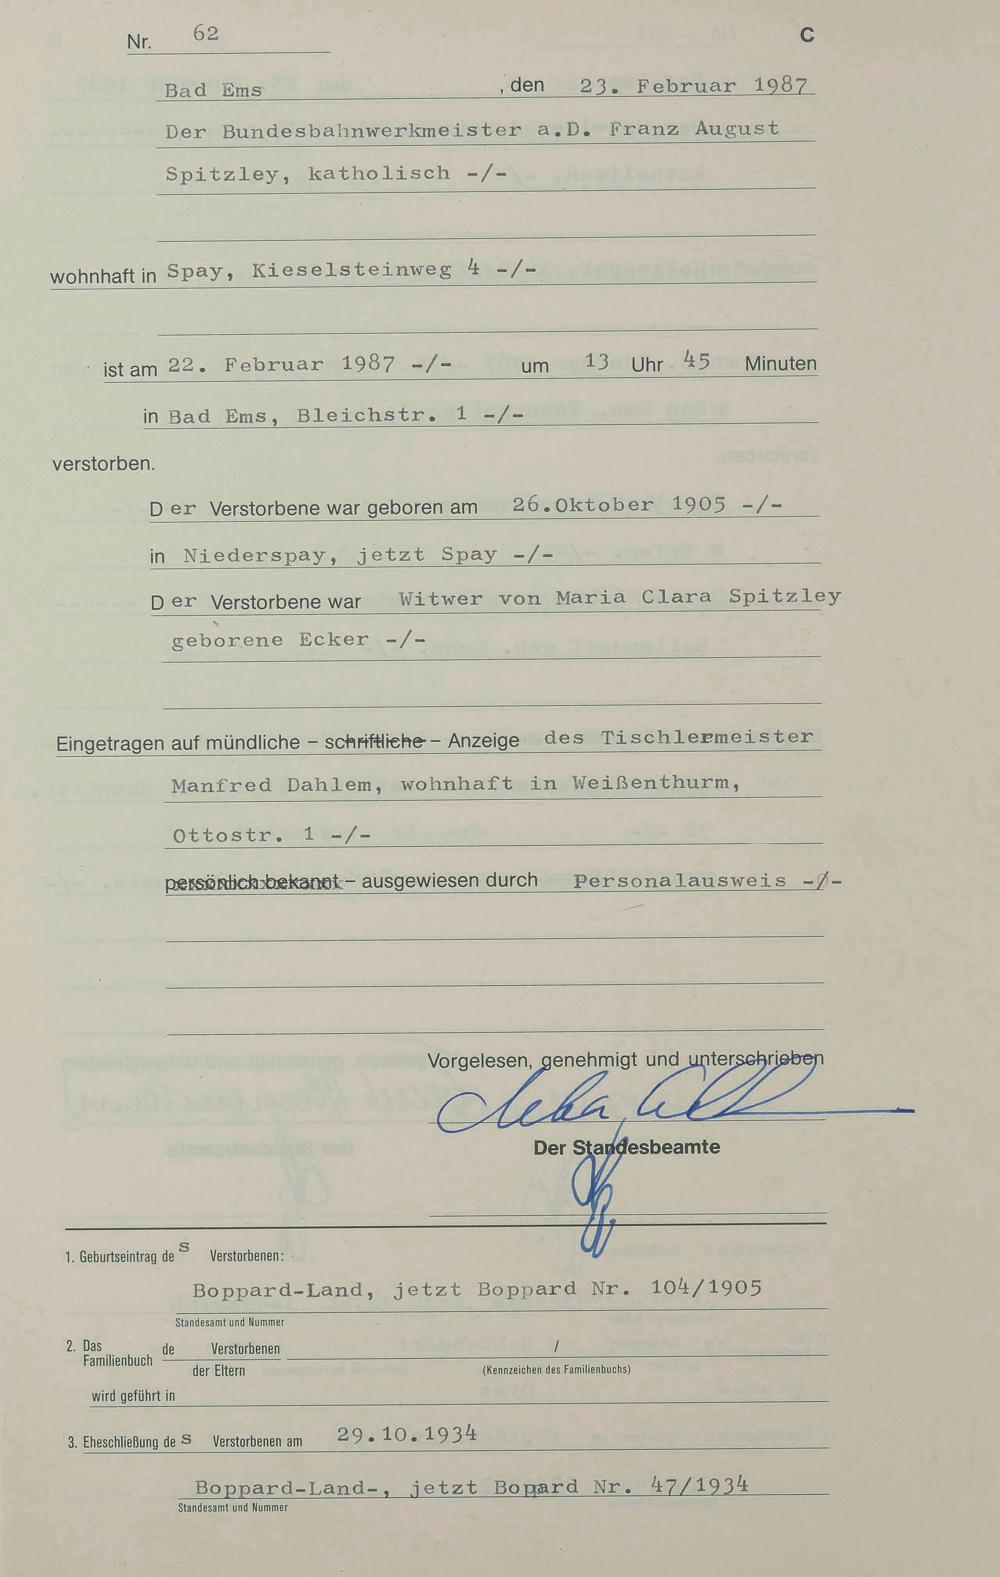 Nr. 62 C
Bad Ems , den 23. Februar 1987
Der Bundesbahnwerkmeister a.D. Franz August
Spitzley, katholisch -/-
wohnhaft in Spay, Kieselsteinweg 4 -/-
ist am 22. Februar 1987 -/- um 13 Uhr 45 Minuten
in Bad Ems, Bleichstr. 1 -/-
verstorben.
D er Verstorbene war geboren am 26.Oktober 1905 -/-
in Niederspay, jetzt Spay -/-
D er Verstorbene war Witwer von Maria Clara Spitzley
geborene Ecker -/-
Eingetragen auf mündliche – schriftliche – Anzeige des Tischlermeister
Manfred Dahlem, wohnhaft in Weißenthurm,
Ottostr. 1 -/-
persönlich bekannt – ausgewiesen durch Personalausweis -/-
Vorgelesen, genehmigt und unterschrieben
Der Standesbeamte
1. Geburtseintrag de s Verstorbenen:
Boppard-Land, jetzt Boppard Nr. 104/1905
Standesamt und Nummer
2. Das Familienbuch de Verstorbenen /
der Eltern (Kennzeichen des Familienbuchs)
wird geführt in
3. Eheschließung de s Verstorbenen am 29.10.1934
Boppard-Land-, jetzt Boppard Nr. 47/1934
Standesamt und Nummer